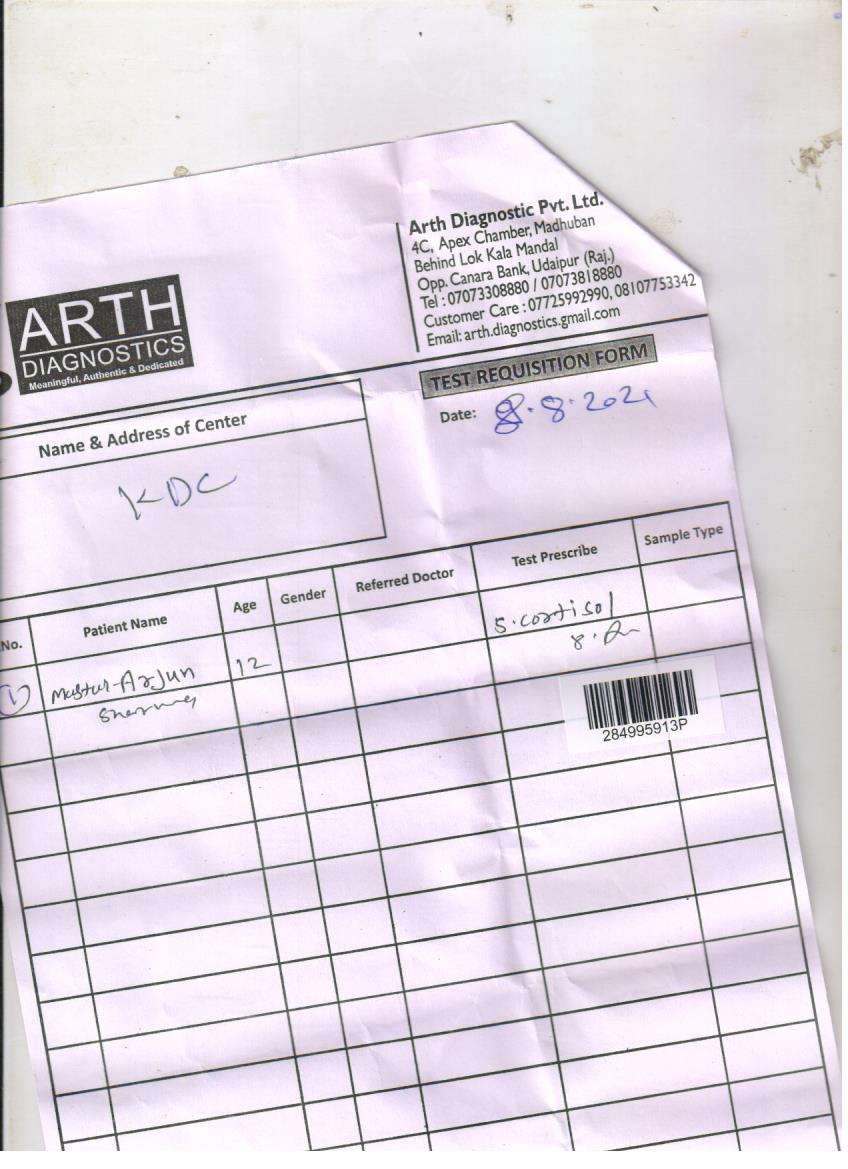 Arth Diagnostic Pvt. Ltd.
4C, Apex Chamber, Madhuban
Behind Lok Kala Mandal
Opp. Canara Bank, Udaipur (Raj.)
Tel : 07073308880 / 07073818880
Customer Care : 07725992990, 08107753342
Email: arth.diagnostics.gmail.com
ARTH
DIAGNOSTICS
Meaningful, Authentic & Dedicated
TEST REQUISITION FORM
Date: 8.8.2021
Name & Address of Center
KDC
No. Patient Name Age Gender Referred Doctor Test Prescribe Sample Type
1 Arjun 12 S.cortisol
Sharma 8.
284995913P